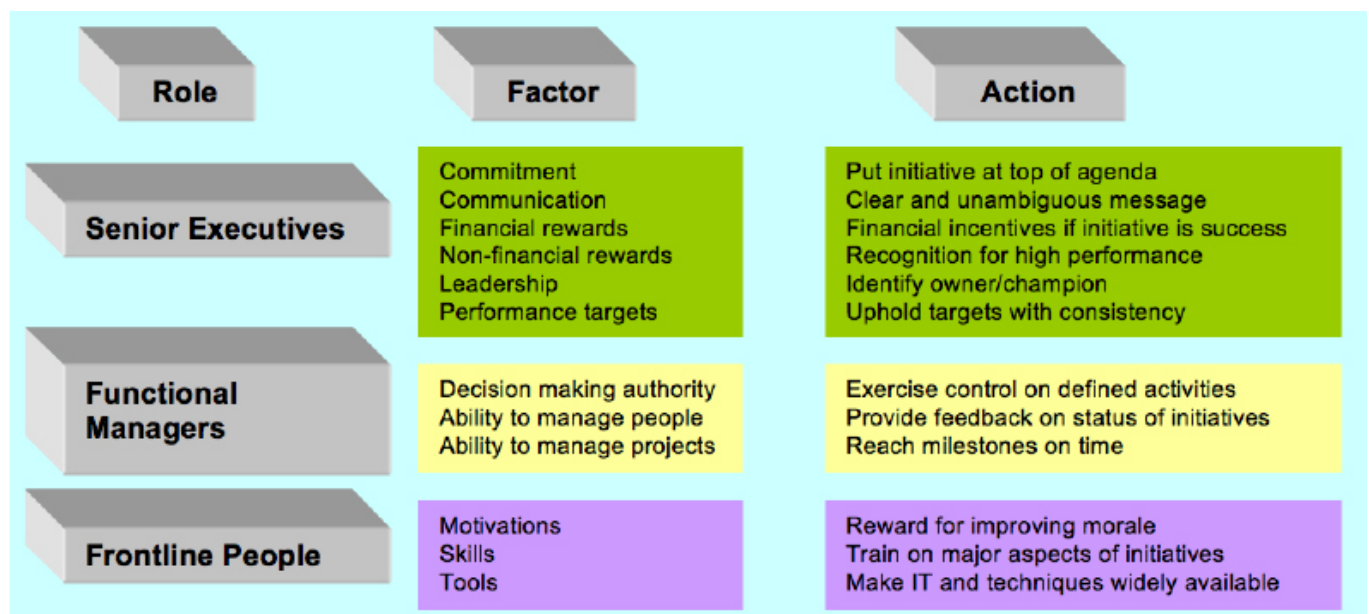 Role
Factor
Action
Senior Executives
Commitment
Communication
Financial rewards
Non-financial rewards
Leadership
Performance targets
Put initiative at top of agenda
Clear and unambiguous message
Financial incentives if initiative is success
Recognition for high performance
Identify owner/champion
Uphold targets with consistency
Functional
Managers
Decision making authority
Ability to manage people
Ability to manage projects
Exercise control on defined activities
Provide feedback on status of initiatives
Reach milestones on time
Frontline People
Motivations
Skills
Tools
Reward for improving morale
Train on major aspects of initiatives
Make IT and techniques widely available